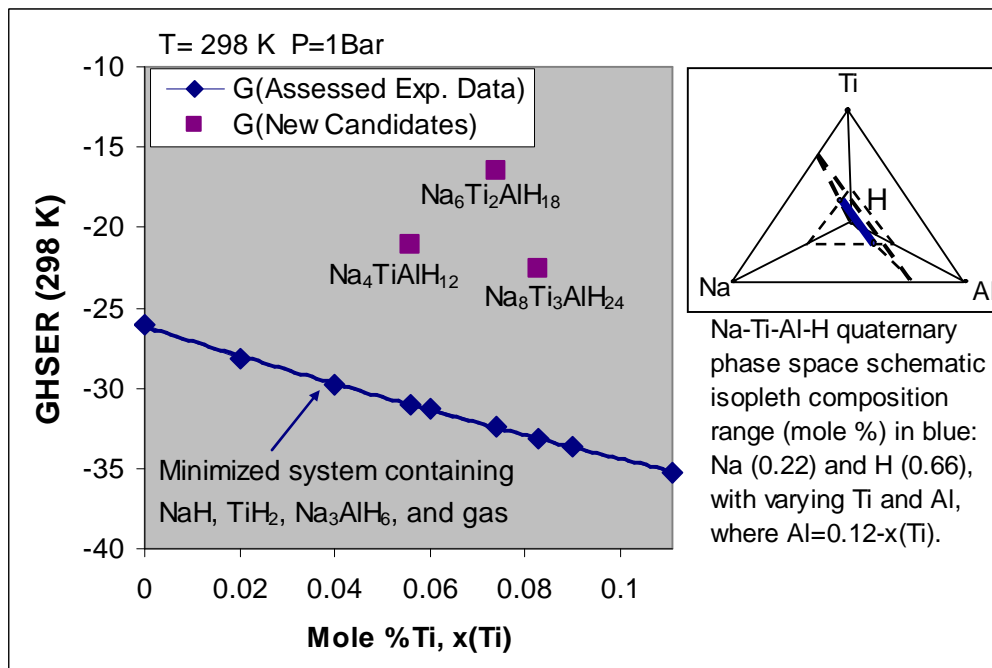 T= 298 K P=1Bar
GHSER (298 K)
-10
-15
-20
-25
-30
-35
-40
G(Assessed Exp. Data)
G(New Candidates)
Na₆Ti₂AlH₁₈
Na₄TiAlH₁₂
Na₈Ti₃AlH₂₄
Minimized system containing
NaH, TiH₂, Na₃AlH₆, and gas
0
0.02
0.04
0.06
0.08
0.1
Mole %Ti, x(Ti)
Ti
H
Na
Al
Na-Ti-Al-H quaternary
phase space schematic
isopleth composition
range (mole %) in blue:
Na (0.22) and H (0.66),
with varying Ti and Al,
where Al=0.12-x(Ti).